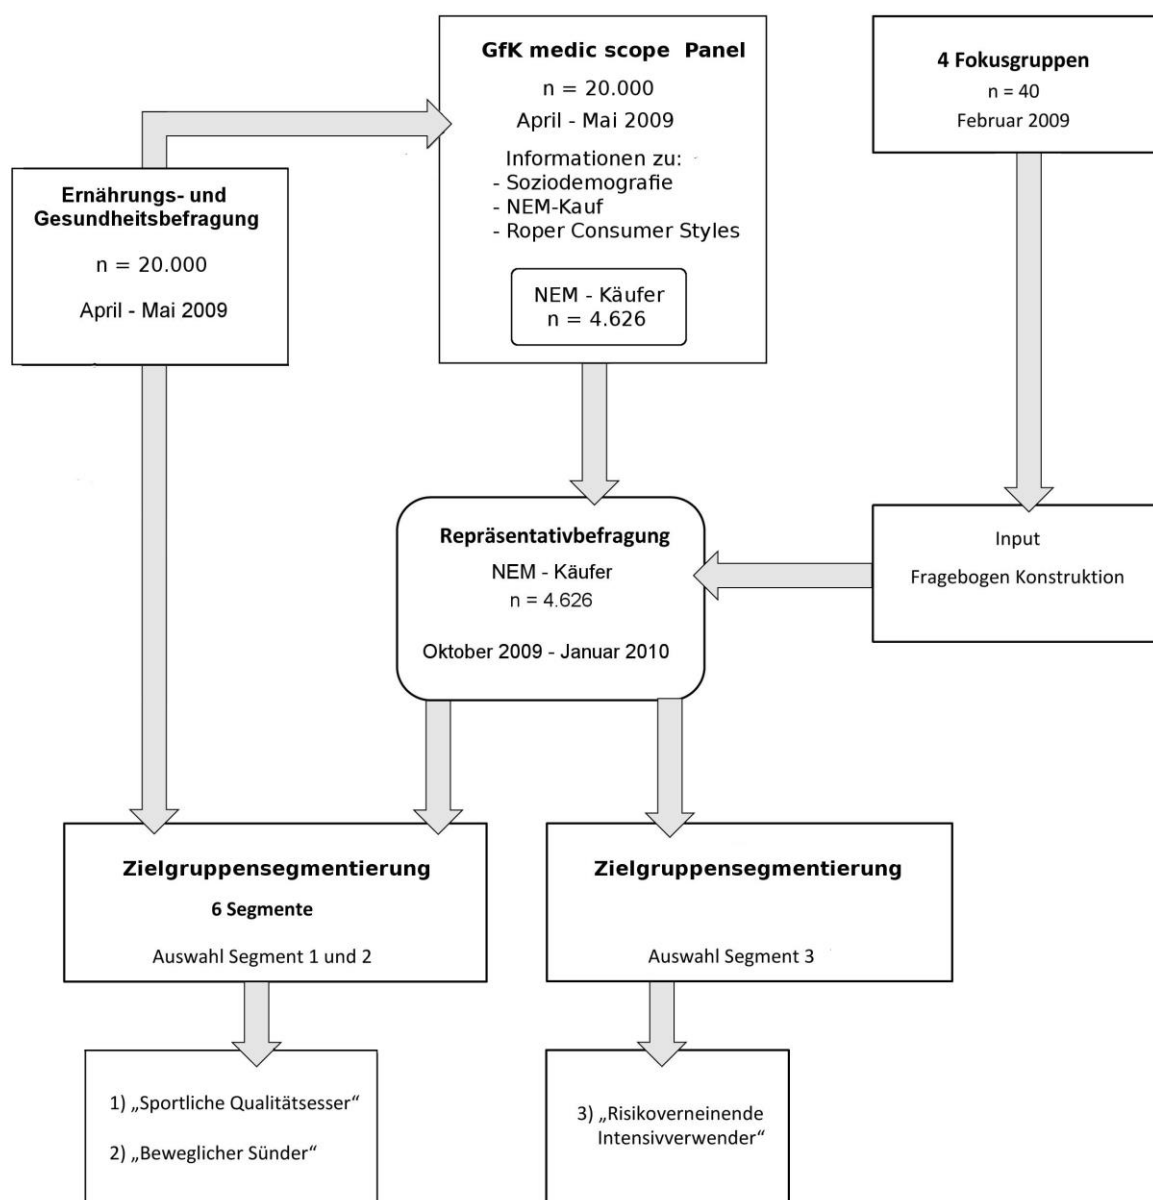 GfK medic scope Panel
n = 20.000
April - Mai 2009
Informationen zu:
- Soziodemografie
- NEM-Kauf
- Roper Consumer Styles
NEM - Käufer
n = 4.626
4 Fokusgruppen
n = 40
Februar 2009
Ernährungs- und
Gesundheitsbefragung
n = 20.000
April - Mai 2009
Repräsentativbefragung
NEM - Käufer
n = 4.626
Oktober 2009 - Januar 2010
Input
Fragebogen Konstruktion
Zielgruppensegmentierung
6 Segmente
Auswahl Segment 1 und 2
Zielgruppensegmentierung
Auswahl Segment 3
1) „Sportliche Qualitätsesser“
2) „Beweglicher Sünder“
3) „Risikoverneinende
Intensivverwender“